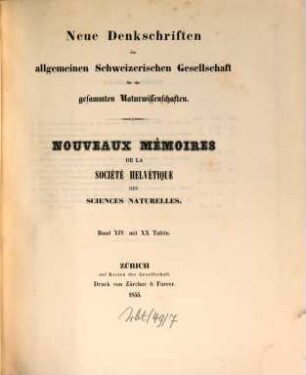 Neue Denkschriften
der
allgemeinen Schweizerischen Gesellschaft
für die
gesammten Naturwissenschaften.
NOUVEAUX MÉMOIRES
DE LA
SOCIÉTÉ HELVÉTIQUE
DES
SCIENCES NATURELLES.
Band XIV mit XX Tafeln.
ZÜRICH
auf Kosten der Gesellschaft.
Druck von Zürcher & Furrer.
1855.